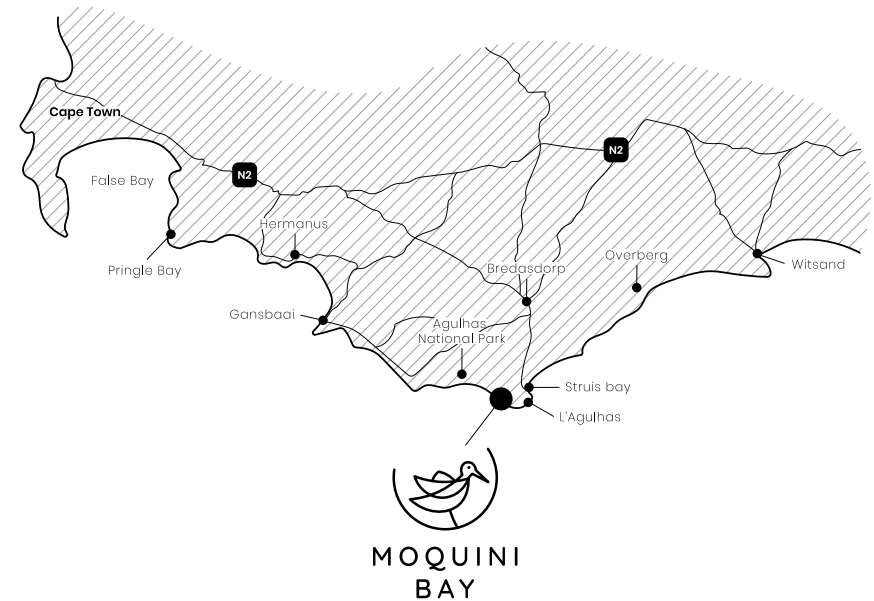 Cape Town
N2
N2
False Bay
Hermanus
Pringle Bay
Bredasdorp
Overberg
Witsand
Gansbaai
Agulhas
National Park
Struis bay
L'Agulhas
MOQUINI
BAY